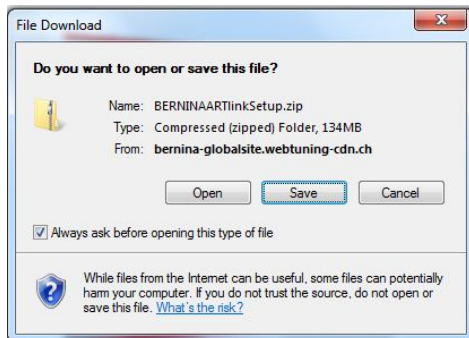 File Download
Do you want to open or save this file?
Name: BERNINAARTlinkSetup.zip
Type: Compressed (zipped) Folder, 134MB
From: bernina-globalsite.webtuning-cdn.ch
Open Save Cancel
Always ask before opening this type of file
While files from the Internet can be useful, some files can potentially
harm your computer. If you do not trust the source, do not open or
save this file. What's the risk?